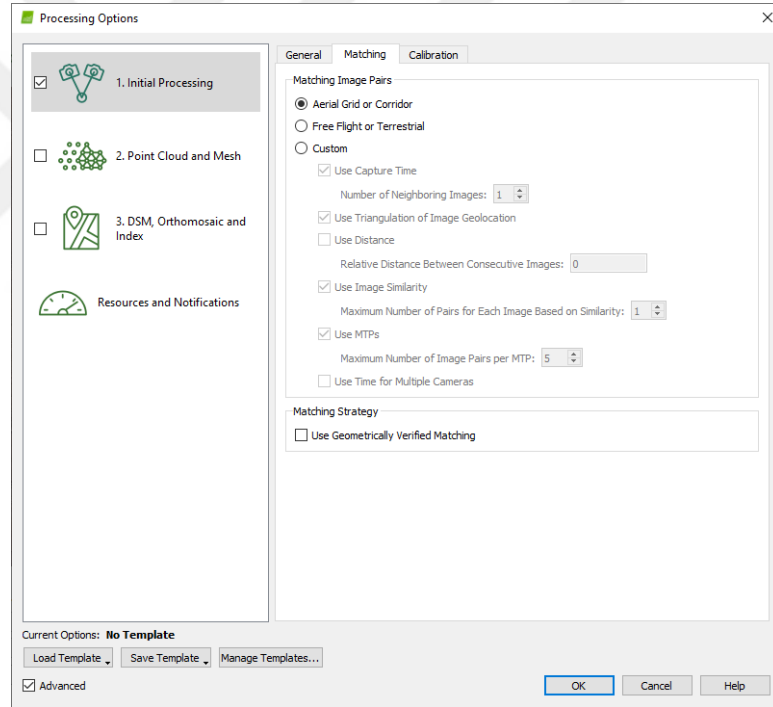 Processing Options
1. Initial Processing
2. Point Cloud and Mesh
3. DSM, Orthomosaic and
Index
Resources and Notifications
General Matching Calibration
Matching Image Pairs
Aerial Grid or Corridor
Free Flight or Terrestrial
Custom
Use Capture Time
Number of Neighboring Images: 1
Use Triangulation of Image Geolocation
Use Distance
Relative Distance Between Consecutive Images: 0
Use Image Similarity
Maximum Number of Pairs for Each Image Based on Similarity: 1
Use MTPs
Maximum Number of Image Pairs per MTP: 5
Use Time for Multiple Cameras
Matching Strategy
Use Geometrically Verified Matching
Current Options: No Template
Load Template Save Template Manage Templates...
Advanced
OK Cancel Help